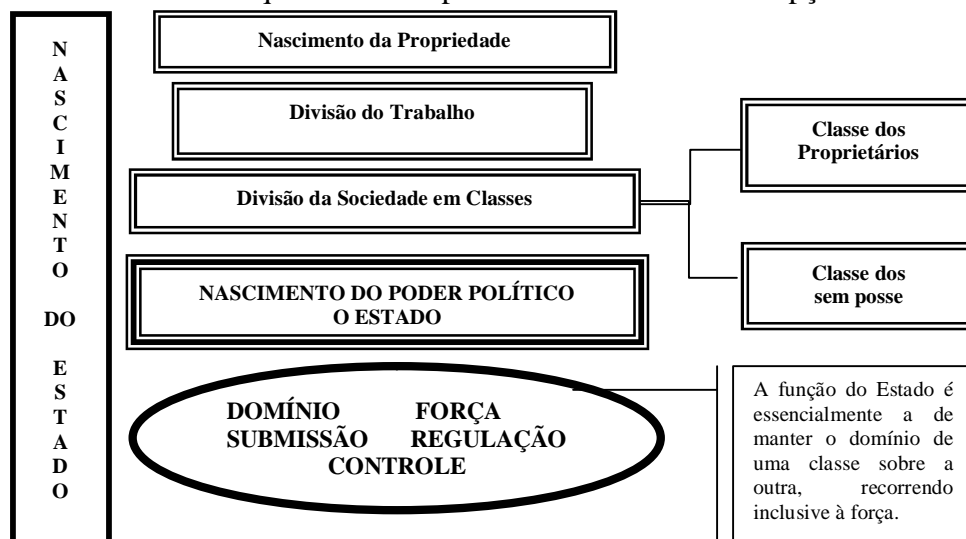 NASCIMENTO DO ESTADO
Nascimento da Propriedade
Divisão do Trabalho
Divisão da Sociedade em Classes
Classe dos
Proprietários
Classe dos
sem posse
NASCIMENTO DO PODER POLÍTICO
O ESTADO
DOMÍNIO FORÇA
SUBMISSÃO REGULAÇÃO
CONTROLE
A função do Estado é
essencialmente a de
manter o domínio de
uma classe sobre a
outra, recorrendo
inclusive à força.